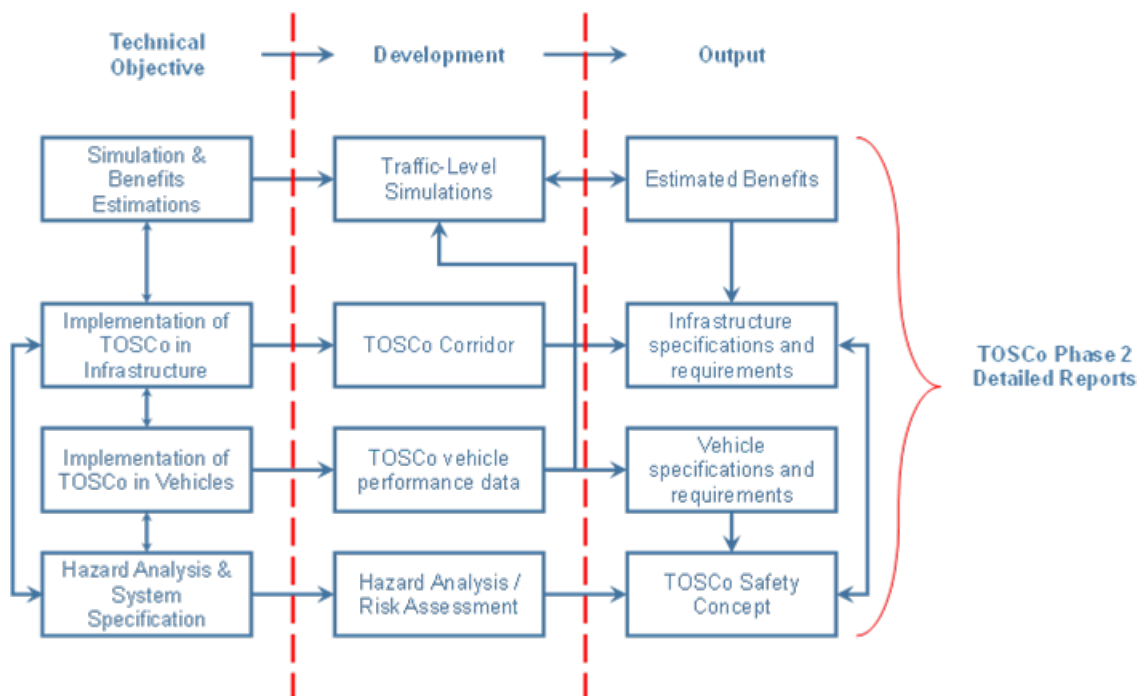 Technical
Objective
Development
Output
Simulation &
Benefits
Estimations
Traffic-Level
Simulations
Estimated Benefits
Implementation of
TOSCo in
Infrastructure
TOSCo Corridor
Infrastructure
specifications and
requirements
TOSCo Phase 2
Detailed Reports
Implementation of
TOSCo in Vehicles
TOSCo vehicle
performance data
Vehicle
specifications and
requirements
Hazard Analysis &
System
Specification
Hazard Analysis /
Risk Assessment
TOSCo Safety
Concept